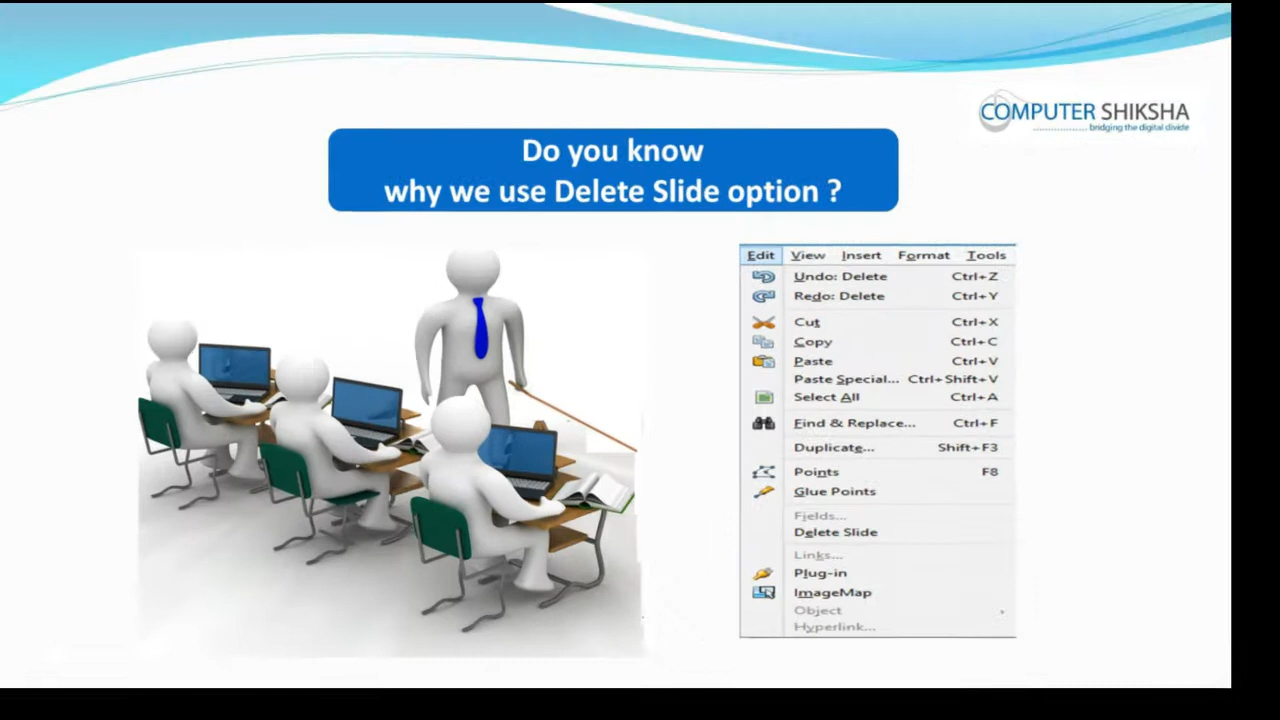 COMPUTER SHIKSHA
bridging the digital divide
Do you know
why we use Delete Slide option ?
Edit View Insert Format Tools
Undo: Delete Ctrl+Z
Redo: Delete Ctrl+Y
Cut Ctrl+X
Copy Ctrl+C
Paste Ctrl+V
Paste Special... Ctrl+Shift+V
Select All Ctrl+A
Find & Replace... Ctrl+F
Duplicate... Shift+F3
Points F8
Glue Points
Fields...
Delete Slide
Links...
Plug-in
ImageMap
Object
Hyperlink...